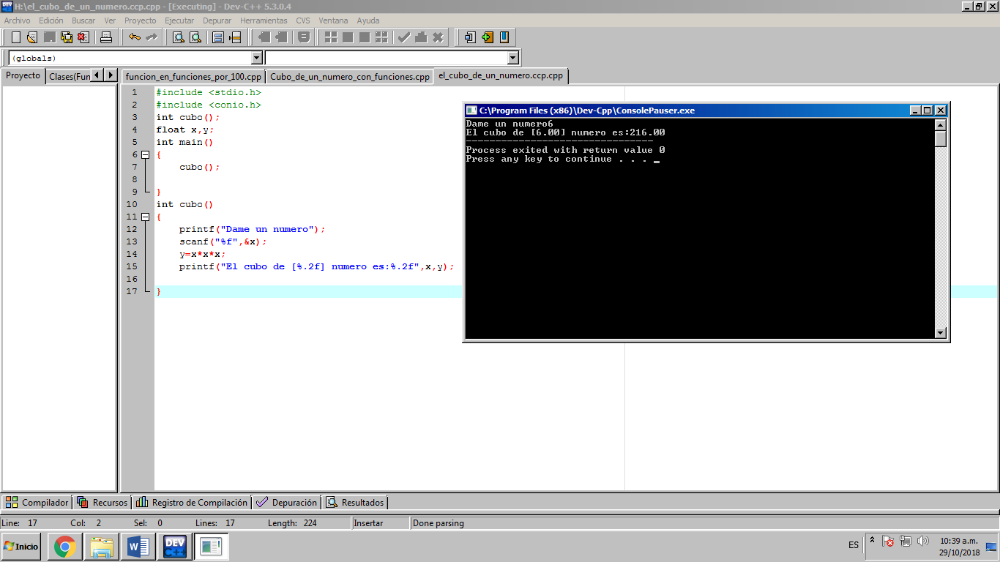 H:\el_cubo_de_un_numero.ccp.cpp - [Executing] - Dev-C++ 5.3.0.4
Archivo Edición Buscar Ver Proyecto Ejecutar Depurar Herramientas CVS Ventana Ayuda
(globals)
Proyecto Clases(Fun
funcion_en_funciones_por_100.cpp Cubo_de_un_numero_con_funciones.cpp el_cubo_de_un_numero.ccp.cpp
1 #include <stdio.h>
2 #include <conio.h>
3 int cubo();
4 float x,y;
5 int main()
6 {
7 cubo();
8
9 }
10 int cubo()
11 {
12 printf("Dame un numero");
13 scanf("%f",&x);
14 y=x*x*x;
15 printf("El cubo de [%.2f] numero es:%.2f",x,y);
16
17 }
C:\Program Files (x86)\Dev-Cpp\ConsolePauser.exe
Dame un numero6
El cubo de [6.00] numero es:216.00
--------------------------------
Process exited with return value 0
Press any key to continue . . . _
Compilador Recursos Registro de Compilación Depuración Resultados
Line: 17 Col: 2 Sel: 0 Lines: 17 Length: 224 Insertar Done parsing
Inicio W DEV C++ ES 10:39 a.m.
29/10/2018